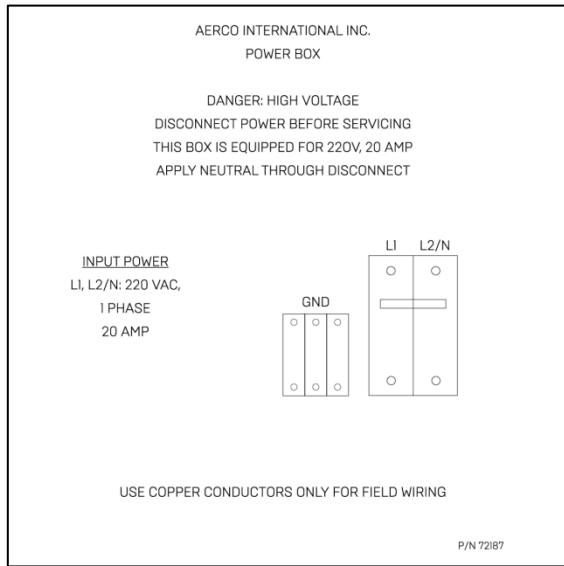 AERCO INTERNATIONAL INC.
POWER BOX
DANGER: HIGH VOLTAGE
DISCONNECT POWER BEFORE SERVICING
THIS BOX IS EQUIPPED FOR 220V, 20 AMP
APPLY NEUTRAL THROUGH DISCONNECT
INPUT POWER
L1, L2/N: 220 VAC,
1 PHASE
20 AMP
GND
L1 L2/N
USE COPPER CONDUCTORS ONLY FOR FIELD WIRING
P/N 72187